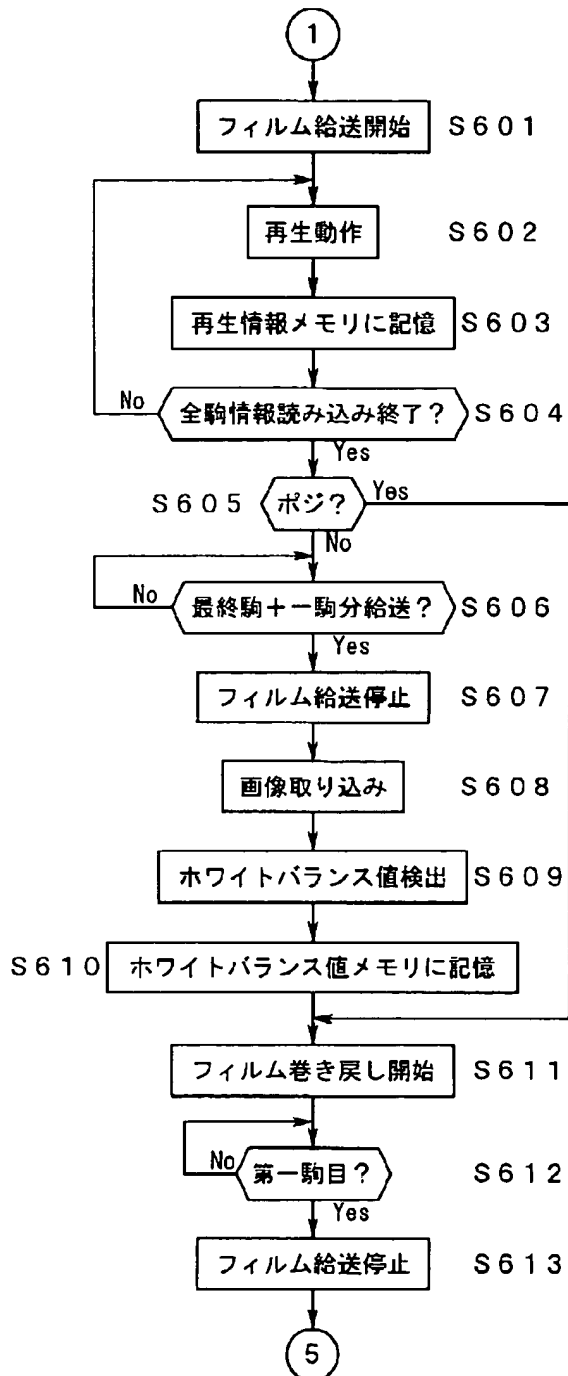 1
フィルム給送開始 S601
再生動作 S602
再生情報メモリに記憶 S603
No 全駒情報読み込み終了? S604
Yes
S605 ポジ? Yes
No
No 最終駒+一駒分給送? S606
Yes
フィルム給送停止 S607
画像取り込み S608
ホワイトバランス値検出 S609
S610 ホワイトバランス値メモリに記憶
フィルム巻き戻し開始 S611
No 第一駒目? S612
Yes
フィルム給送停止 S613
5